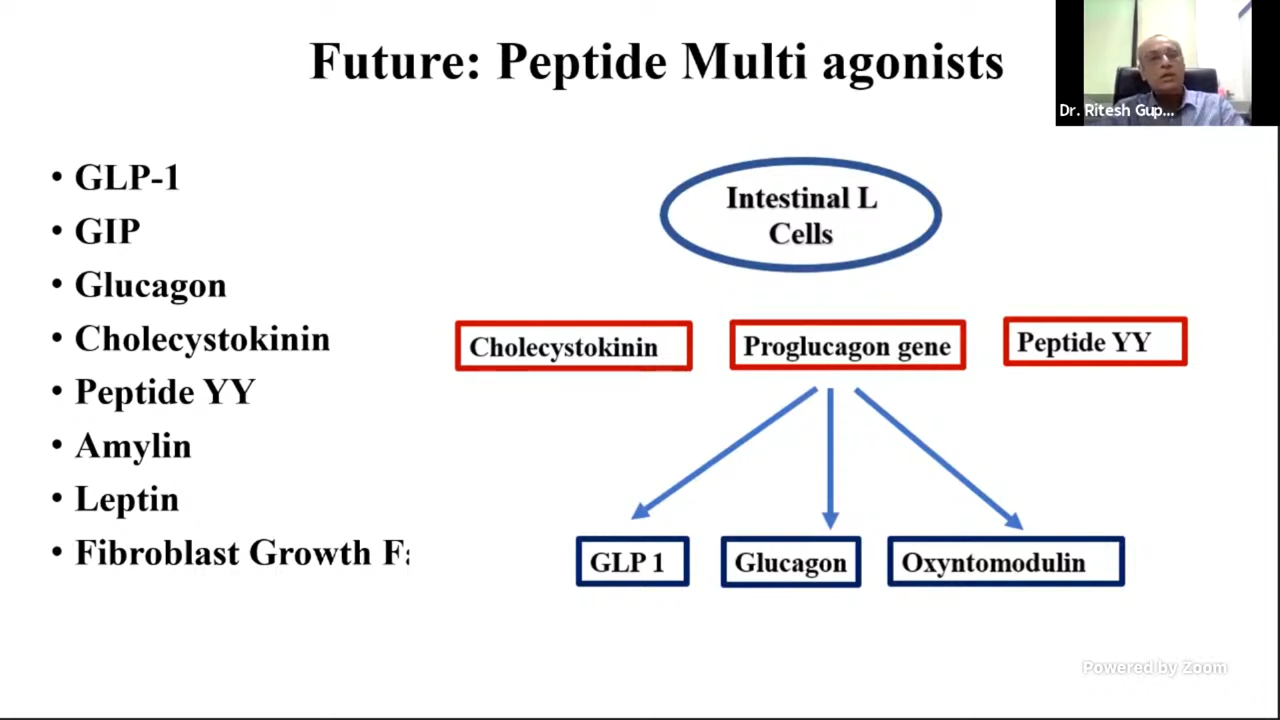 Future: Peptide Multi agonists
Dr. Ritesh Gup...
• GLP-1
• GIP
• Glucagon
• Cholecystokinin
• Peptide YY
• Amylin
• Leptin
• Fibroblast Growth
Intestinal L
Cells
Cholecystokinin
Proglucagon gene
Peptide YY
GLP 1
Glucagon
Oxyntomodulin
Powered by Zoom